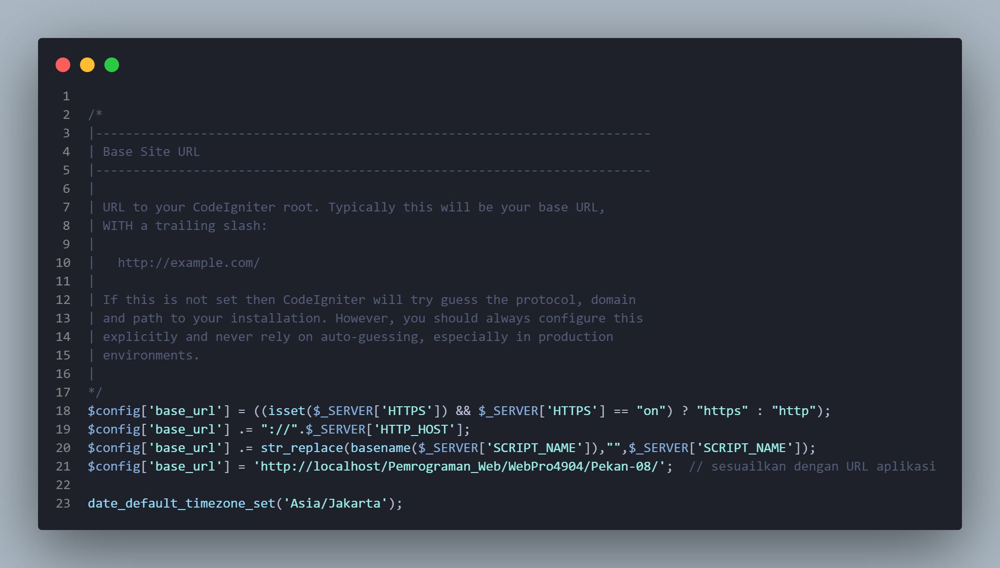 1
2 /*
3 |--------------------------------------------------------------------------
4 | Base Site URL
5 |--------------------------------------------------------------------------
6 |
7 | URL to your CodeIgniter root. Typically this will be your base URL,
8 | WITH a trailing slash:
9 |
10 |   http://example.com/
11 |
12 | If this is not set then CodeIgniter will try guess the protocol, domain
13 | and path to your installation. However, you should always configure this
14 | explicitly and never rely on auto-guessing, especially in production
15 | environments.
16 |
17 */
18 $config['base_url'] = ((isset($_SERVER['HTTPS']) && $_SERVER['HTTPS'] == "on") ? "https" : "http");
19 $config['base_url'] .= "://".$_SERVER['HTTP_HOST'];
20 $config['base_url'] .= str_replace(basename($_SERVER['SCRIPT_NAME']),"",$_SERVER['SCRIPT_NAME']);
21 $config['base_url'] = 'http://localhost/Pemrograman_Web/WebPro4904/Pekan-08/';  // sesuailkan dengan URL aplikasi
22
23 date_default_timezone_set('Asia/Jakarta');